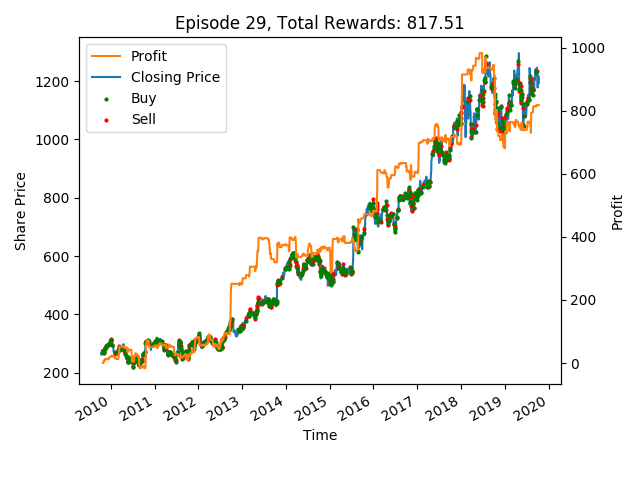 Episode 29, Total Rewards: 817.51
Profit
Closing Price
Buy
Sell
1200
1000
800
600
400
200
Share Price
1000
800
600
400
200
0
Profit
2010 2011 2012 2013 2014 2015 2016 2017 2018 2019 2020
Time